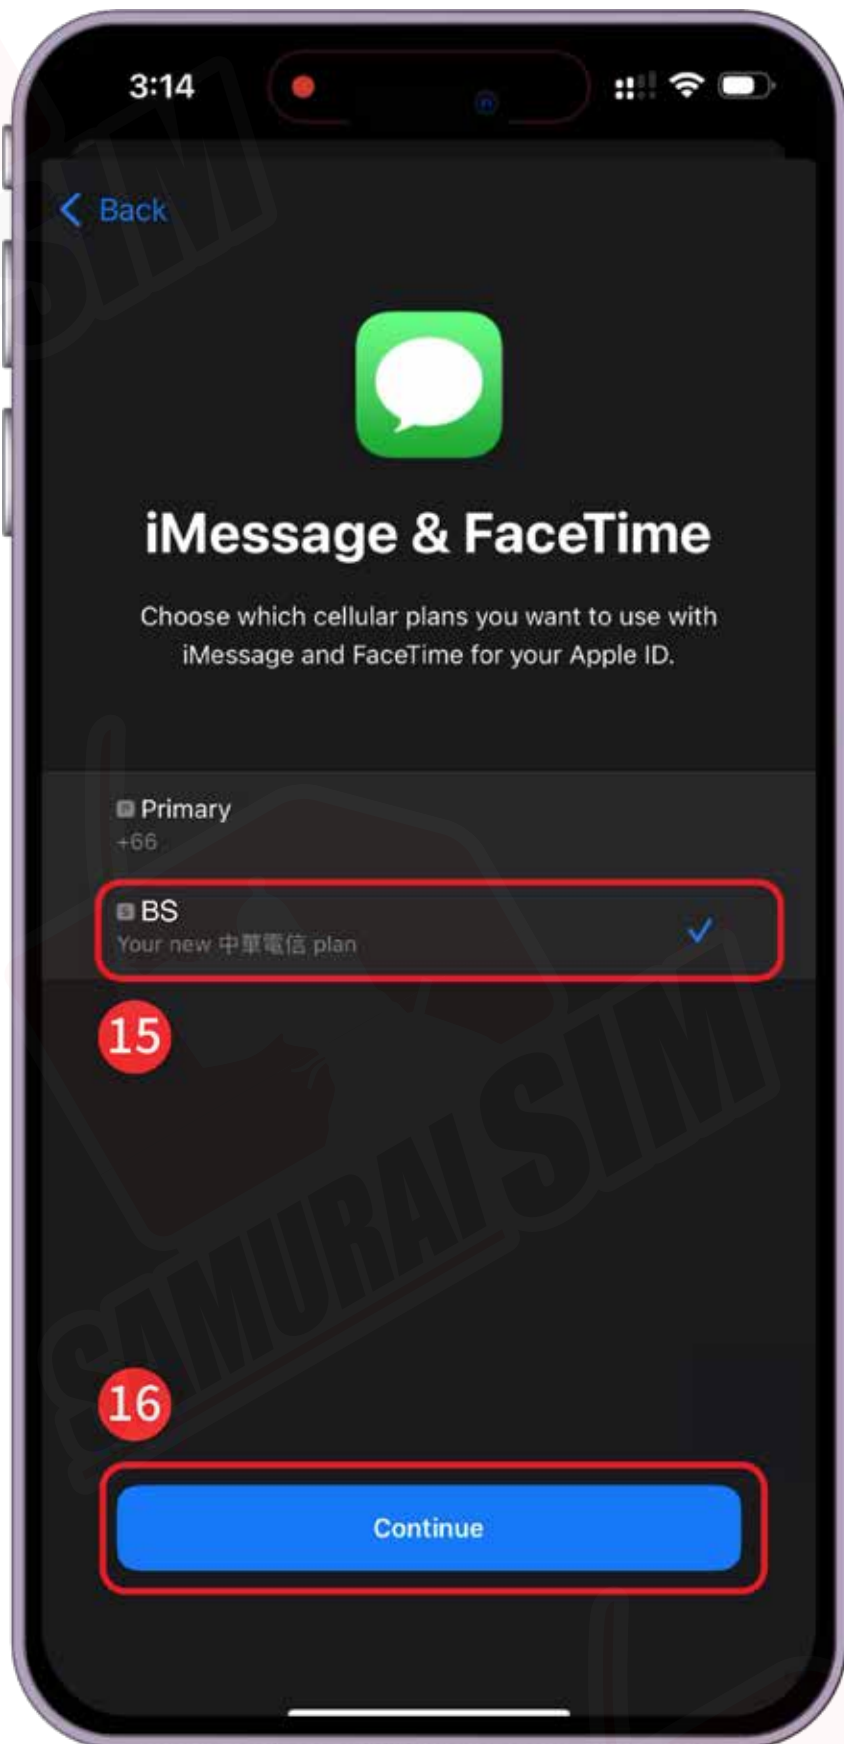 3:14
Back
iMessage & FaceTime
Choose which cellular plans you want to use with
iMessage and FaceTime for your Apple ID.
P Primary
+66
S BS
Your new 中華電信 plan
15
SAMURAI SIM
16
Continue
SIM